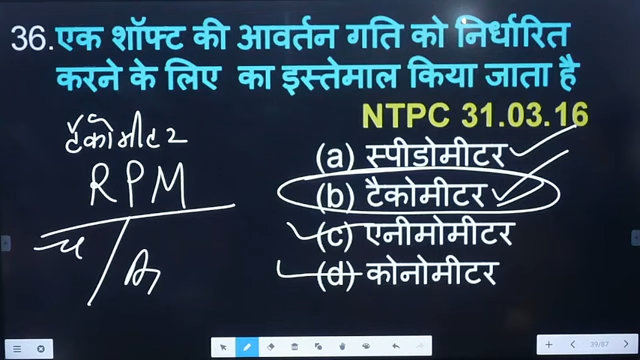 36.एक शॉफ्ट की आवर्तन गति को निर्धारित
करने के लिए का इस्तेमाल किया जाता है
NTPC 31.03.16
(a) स्पीडोमीटर
(b) टैकोमीटर
(c) एनीमोमीटर
(d) कोनोमीटर
टैकोमीटर
RPM
39/87